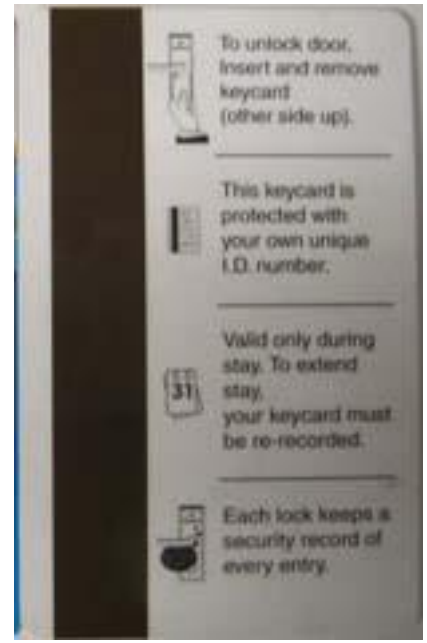 To unlock door,
Insert and remove
keycard
(other side up).
This keycard is
protected with
your own unique
I.D. number.
31
Valid only during
stay. To extend
stay,
your keycard must
be re-recorded.
Each lock keeps a
security record of
every entry.